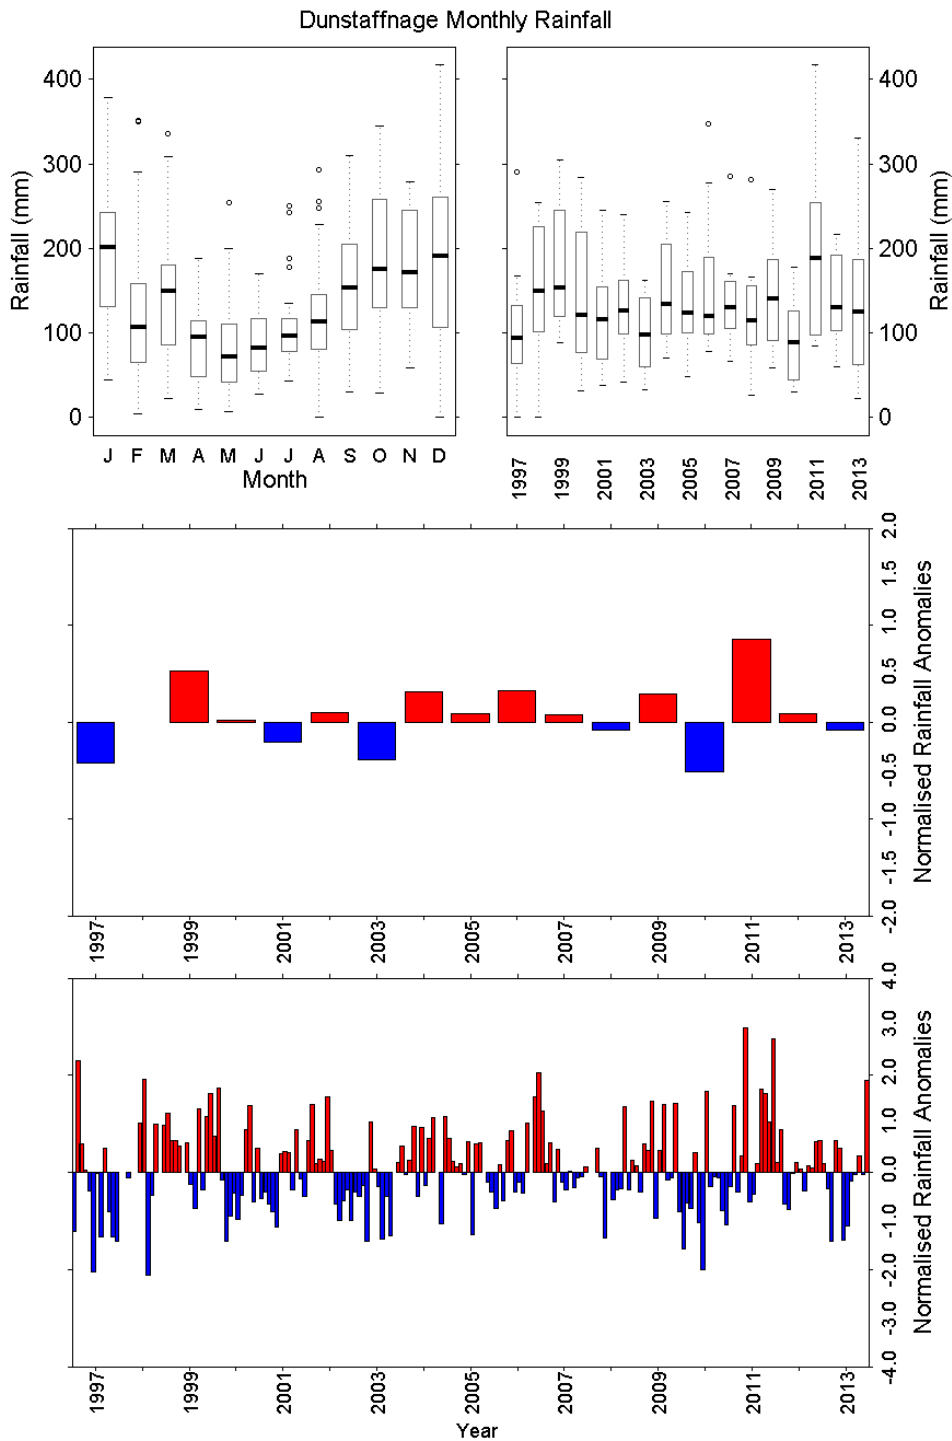 Dunstaffnage Monthly Rainfall
Rainfall (mm)
400
300
200
100
0
J F M A M J J A S O N D
Month
400
300
200
100
0
Rainfall (mm)
1997 1999 2001 2003 2005 2007 2009 2011 2013
2.0
1.5
1.0
0.5
0.0
-0.5
-1.0
-1.5
-2.0
Normalised Rainfall Anomalies
1997 1999 2001 2003 2005 2007 2009 2011 2013
4.0
3.0
2.0
1.0
0.0
-1.0
-2.0
-3.0
-4.0
Normalised Rainfall Anomalies
1997 1999 2001 2003 2005 2007 2009 2011 2013
Year